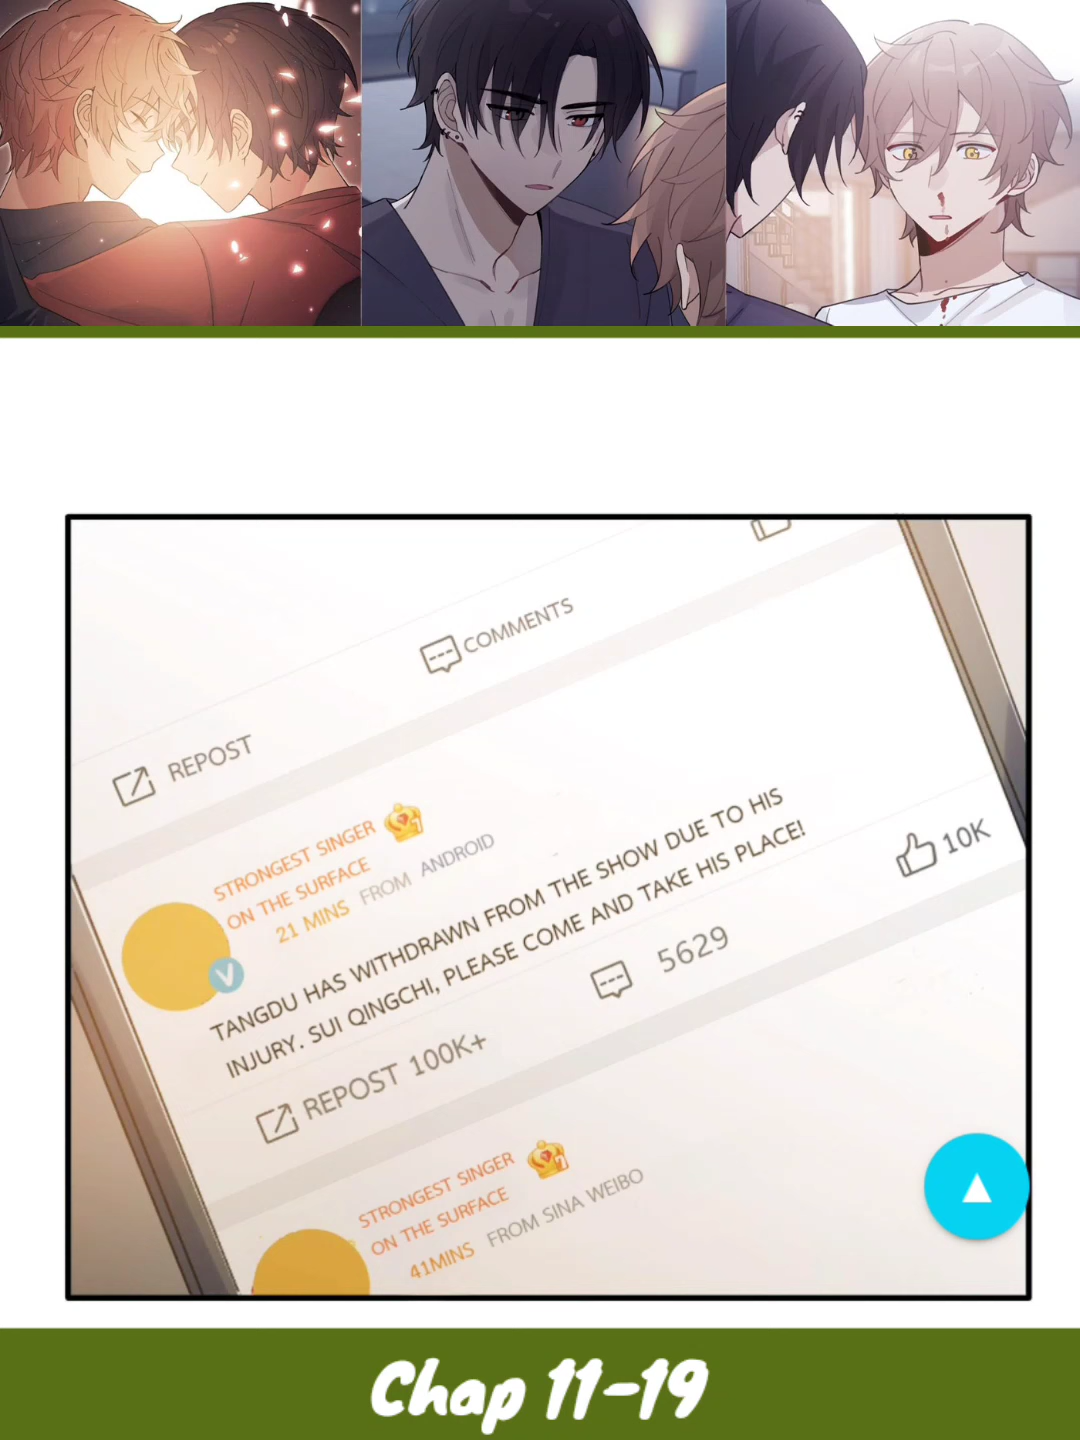 COMMENTS
REPOST
STRONGEST SINGER
ON THE SURFACE
21 MINS FROM ANDROID
TANGDU HAS WITHDRAWN FROM THE SHOW DUE TO HIS
INJURY. SUI QINGCHI, PLEASE COME AND TAKE HIS PLACE!
10K
5629
REPOST 100K+
STRONGEST SINGER
ON THE SURFACE
41MINS FROM SINA WEIBO
Chap 11-19